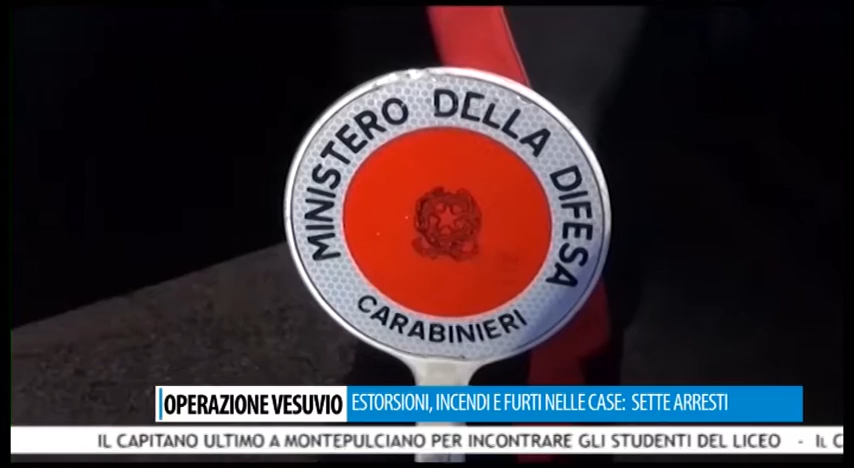 MINISTERO DELLA DIFESA
CARABINIERI
OPERAZIONE VESUVIO ESTORSIONI, INCENDI E FURTI NELLE CASE: SETTE ARRESTI
IL CAPITANO ULTIMO A MONTEPULCIANO PER INCONTRARE GLI STUDENTI DEL LICEO - IL C